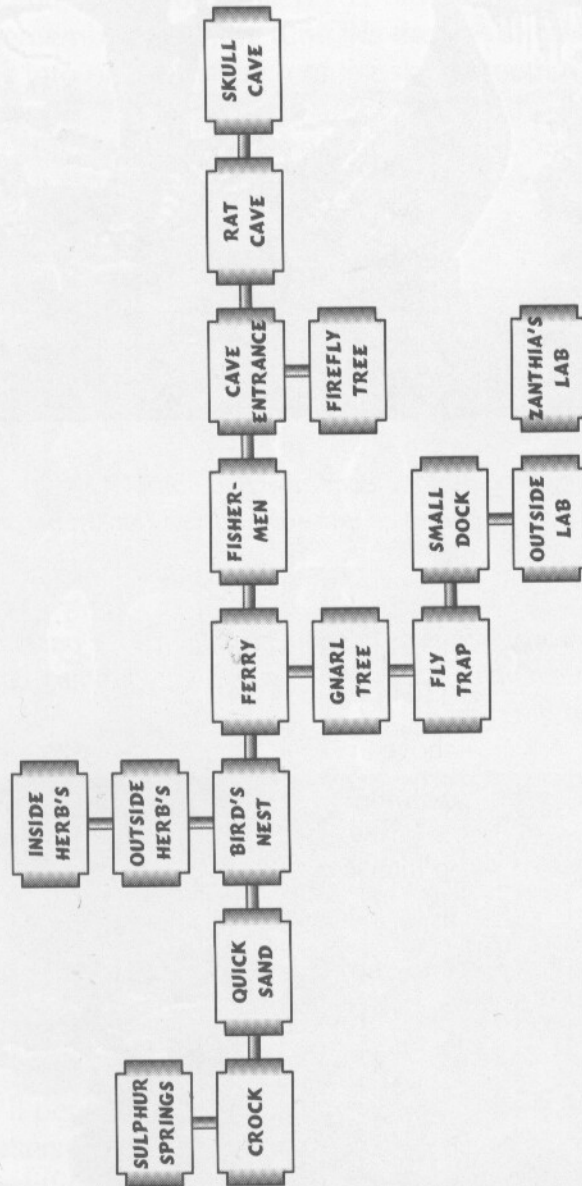 INSIDE
HERB'S
SULPHUR
SPRINGS
OUTSIDE
HERB'S
CROCK
QUICK
SAND
BIRD'S
NEST
FERRY
FISHER-
MEN
CAVE
ENTRANCE
RAT
CAVE
SKULL
CAVE
GNARL
TREE
FIREFLY
TREE
FLY
TRAP
SMALL
DOCK
OUTSIDE
LAB
ZANTHIA'S
LAB